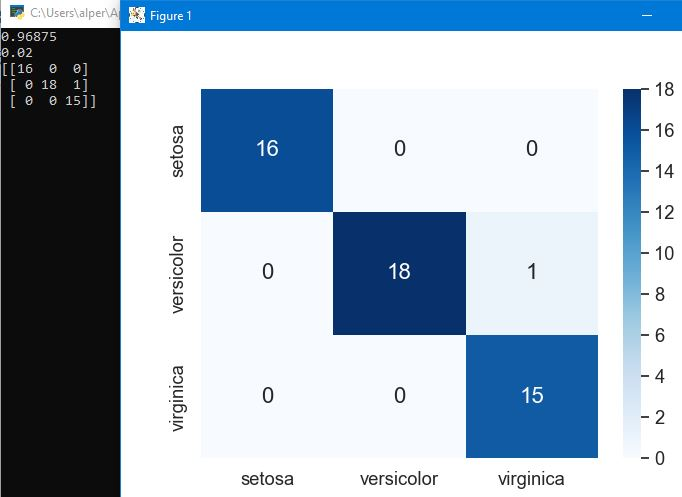 C:\Users\alper\A
Figure 1
0.96875
0.02
[[16  0  0]
 [ 0 18  1]
 [ 0  0 15]]
setosa
16 0 0
versicolor
0 18 1
virginica
0 0 15
setosa versicolor virginica
18
16
14
12
10
8
6
4
2
0